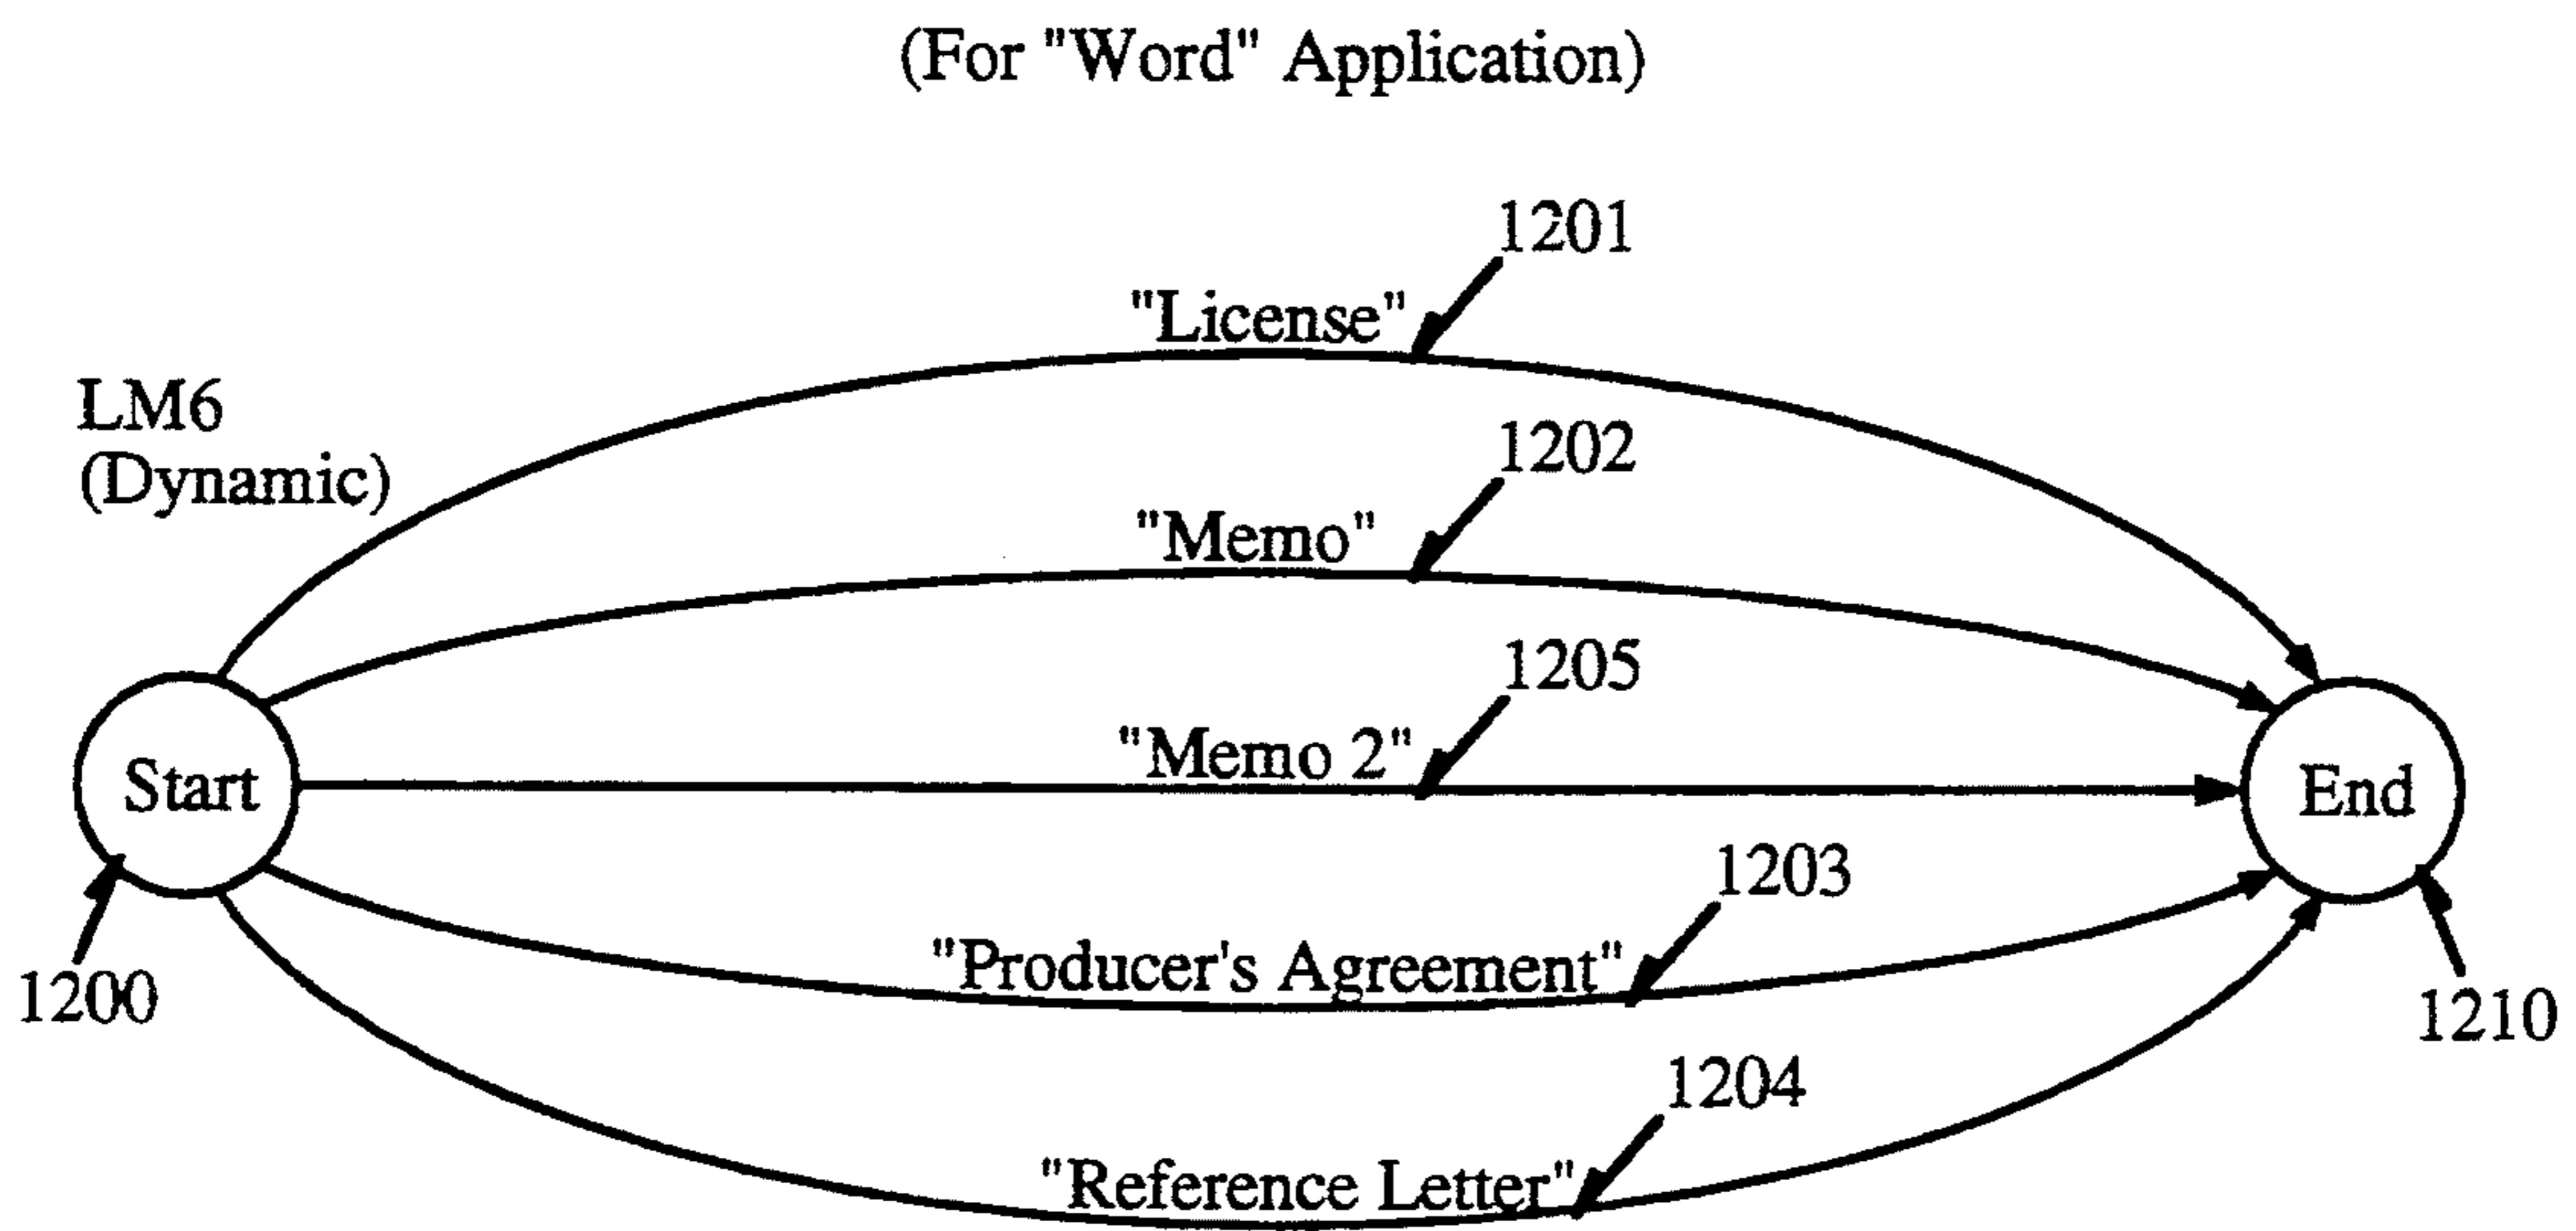 (For "Word" Application)
1201
"License"
LM6
(Dynamic)
1202
"Memo"
1205
"Memo 2"
Start
End
1203
"Producer's Agreement"
1200
1210
1204
"Reference Letter"